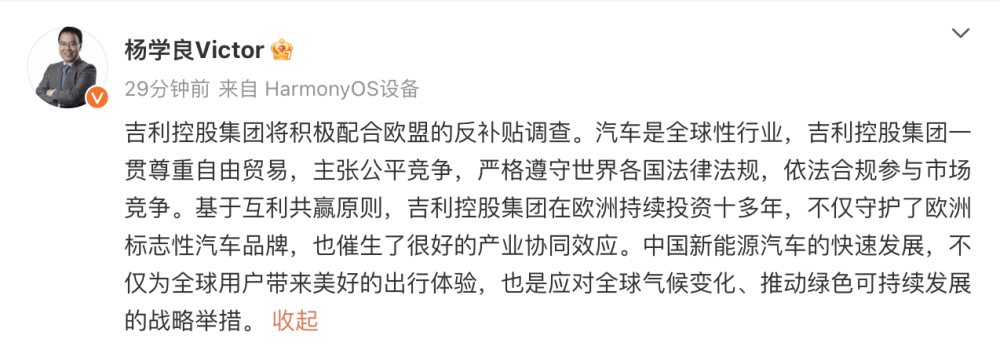 杨学良Victor
29分钟前 来自 HarmonyOS设备
吉利控股集团将积极配合欧盟的反补贴调查。汽车是全球性行业，吉利控股集团一
贯尊重自由贸易，主张公平竞争，严格遵守世界各国法律法规，依法合规参与市场
竞争。基于互利共赢原则，吉利控股集团在欧洲持续投资十多年，不仅守护了欧洲
标志性汽车品牌，也催生了很好的产业协同效应。中国新能源汽车的快速发展，不
仅为全球用户带来美好的出行体验，也是应对全球气候变化、推动绿色可持续发展
的战略举措。 收起